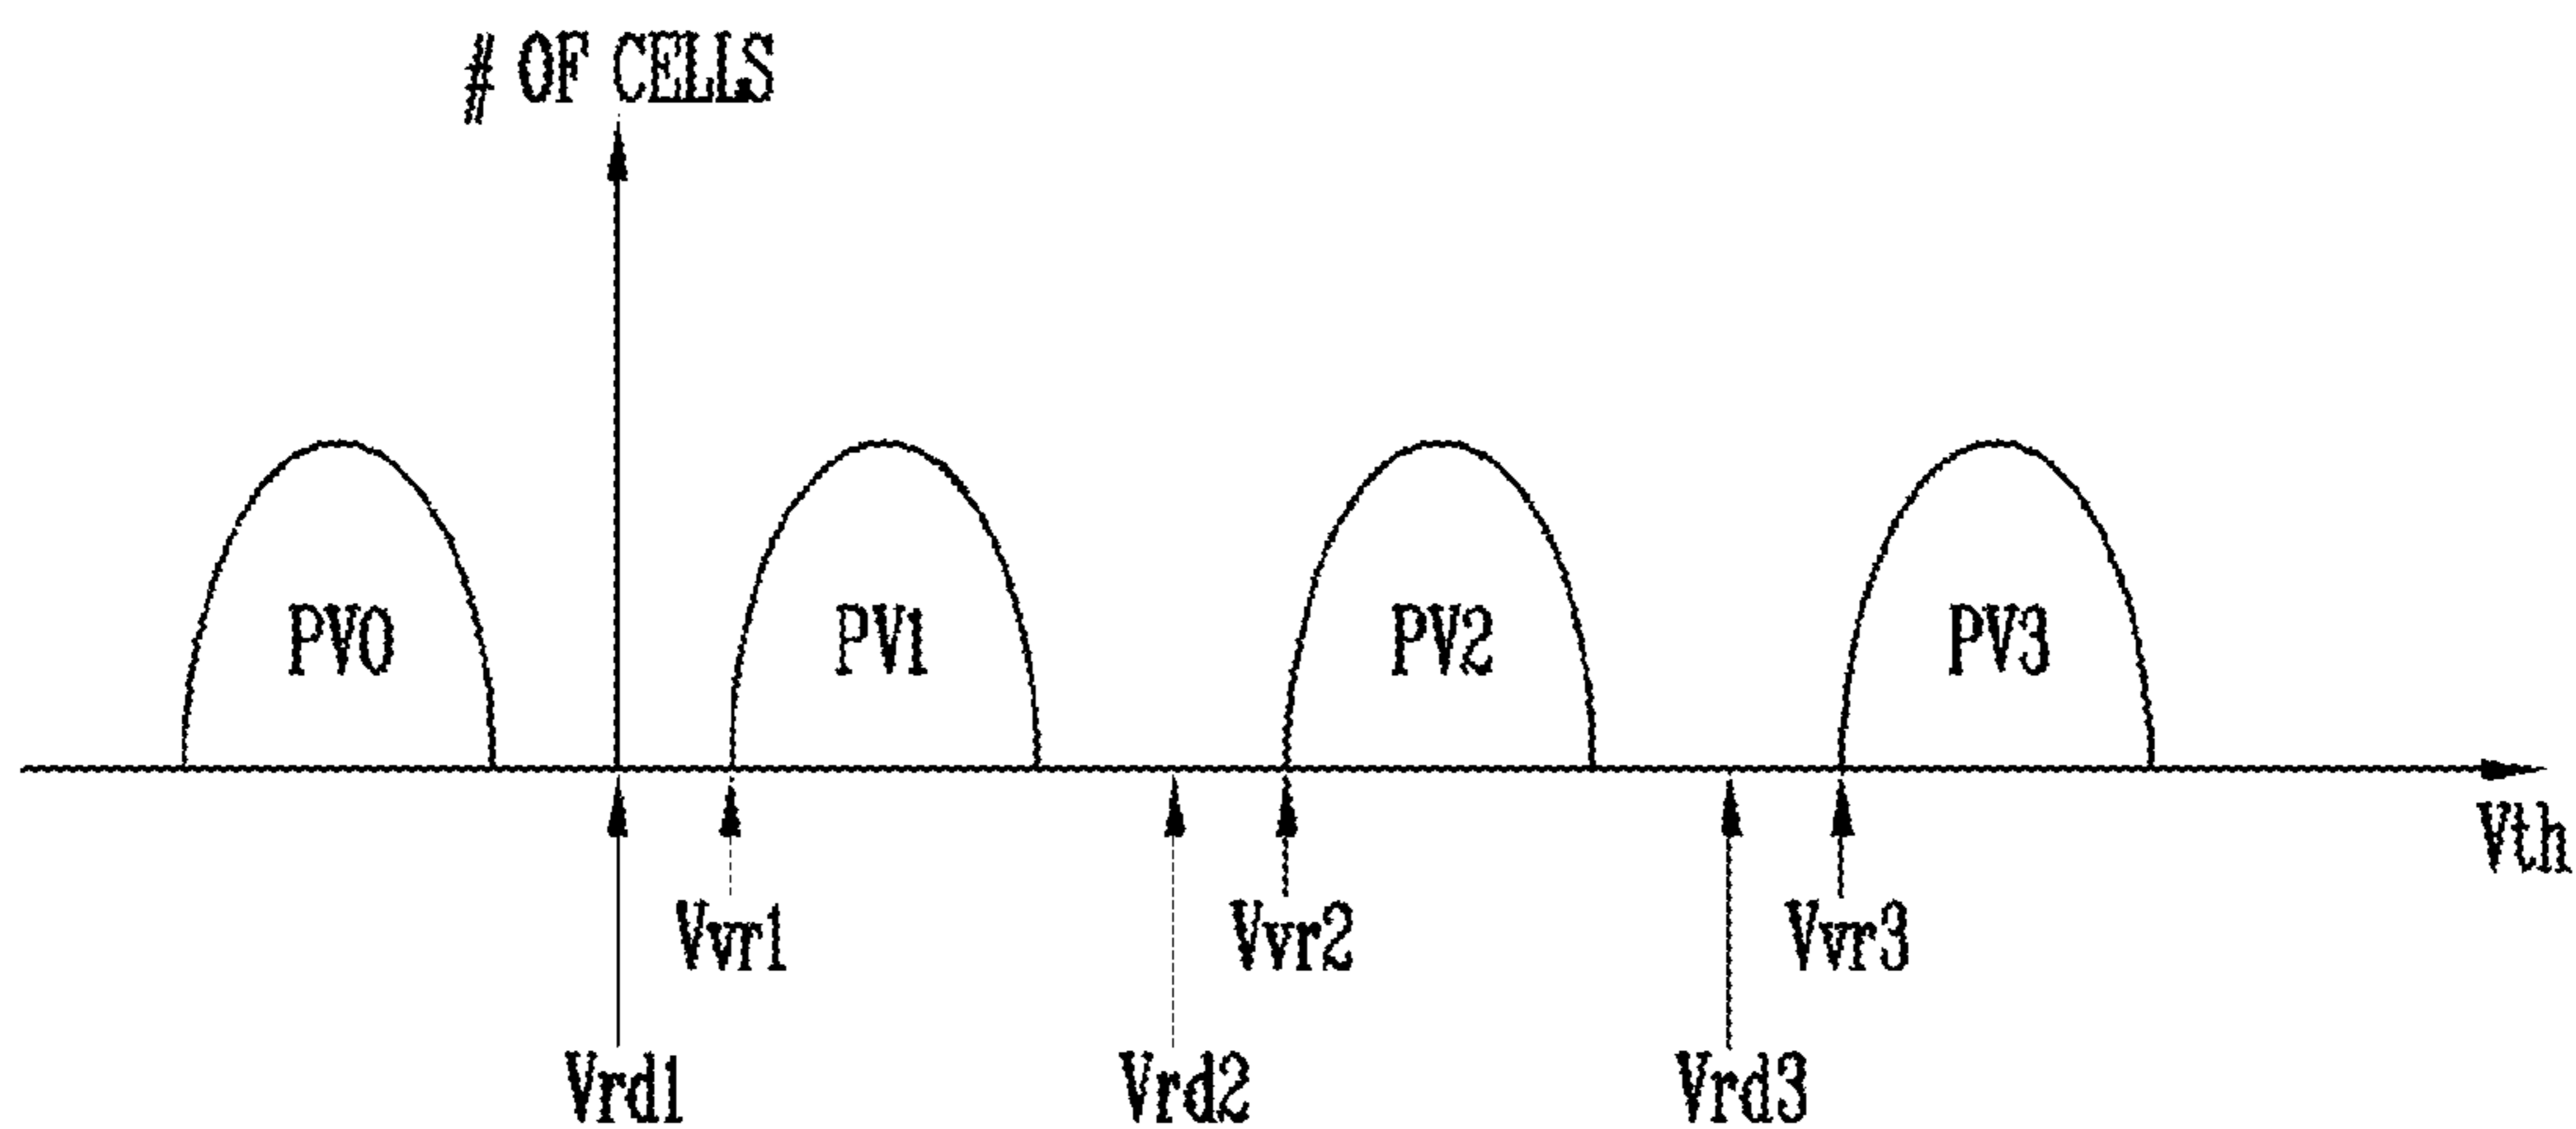 # OF CELLS
PV0 PV1 PV2 PV3
Vth
Vvr1 Vvr2 Vvr3
Vrd1 Vrd2 Vrd3